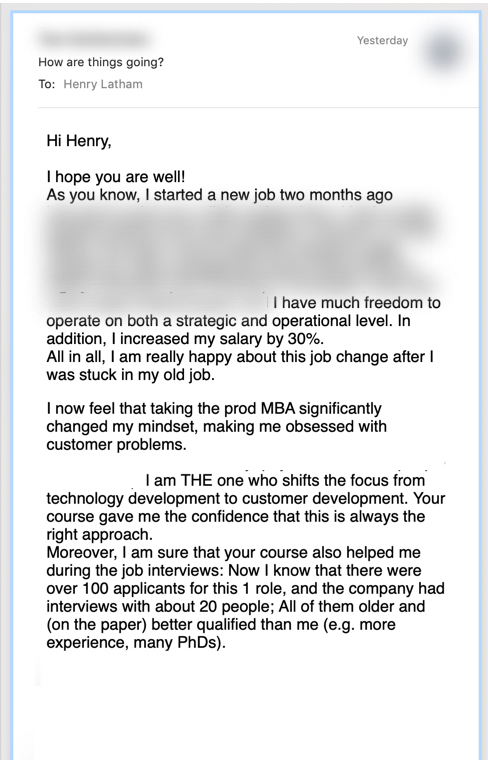 Yesterday
How are things going?
To: Henry Latham
Hi Henry,
I hope you are well!
As you know, I started a new job two months ago
I have much freedom to
operate on both a strategic and operational level. In
addition, I increased my salary by 30%.
All in all, I am really happy about this job change after I
was stuck in my old job.
I now feel that taking the prod MBA significantly
changed my mindset, making me obsessed with
customer problems.
I am THE one who shifts the focus from
technology development to customer development. Your
course gave me the confidence that this is always the
right approach.
Moreover, I am sure that your course also helped me
during the job interviews: Now I know that there were
over 100 applicants for this 1 role, and the company had
interviews with about 20 people; All of them older and
(on the paper) better qualified than me (e.g. more
experience, many PhDs).